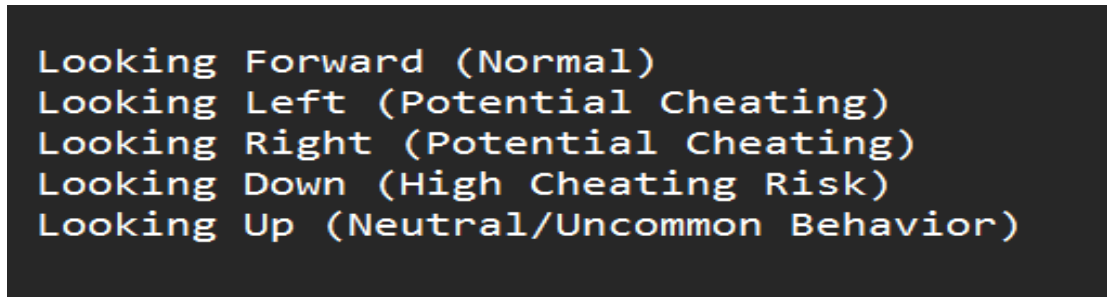 Looking Forward (Normal)
Looking Left (Potential Cheating)
Looking Right (Potential Cheating)
Looking Down (High Cheating Risk)
Looking Up (Neutral/Uncommon Behavior)